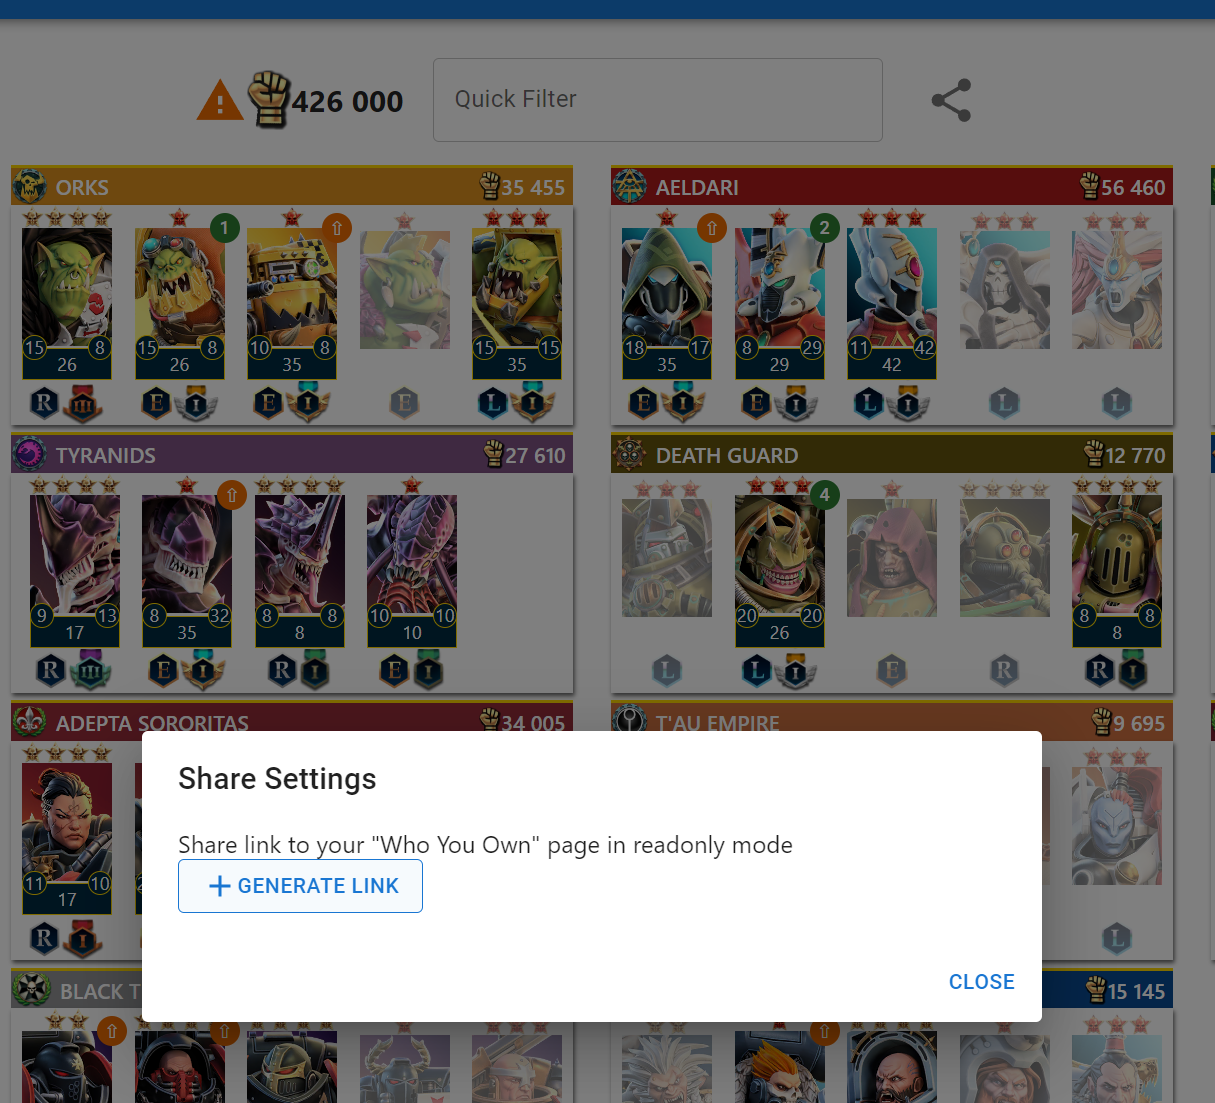 426 000
Quick Filter
ORKS
35 455
AELDARI
56 460
1
2
15 8
15 8
10 8
15 15
18 17
8 29
11 42
26
26
35
35
35
29
42
R III
E I
E I
E
L I
E I
E I
L I
L
L
TYRANIDS
27 610
DEATH GUARD
12 770
4
9 13
8 32
8 8
10 10
20 20
8 8
17
35
8
10
26
8
R III
E I
R I
E I
L
L I
E
R
R I
ADEPTA SORORITAS
34 005
T'AU EMPIRE
9 695
Share Settings
Share link to your "Who You Own" page in readonly mode
GENERATE LINK
11 10
17
R I
L
CLOSE
BLACK T
15 145